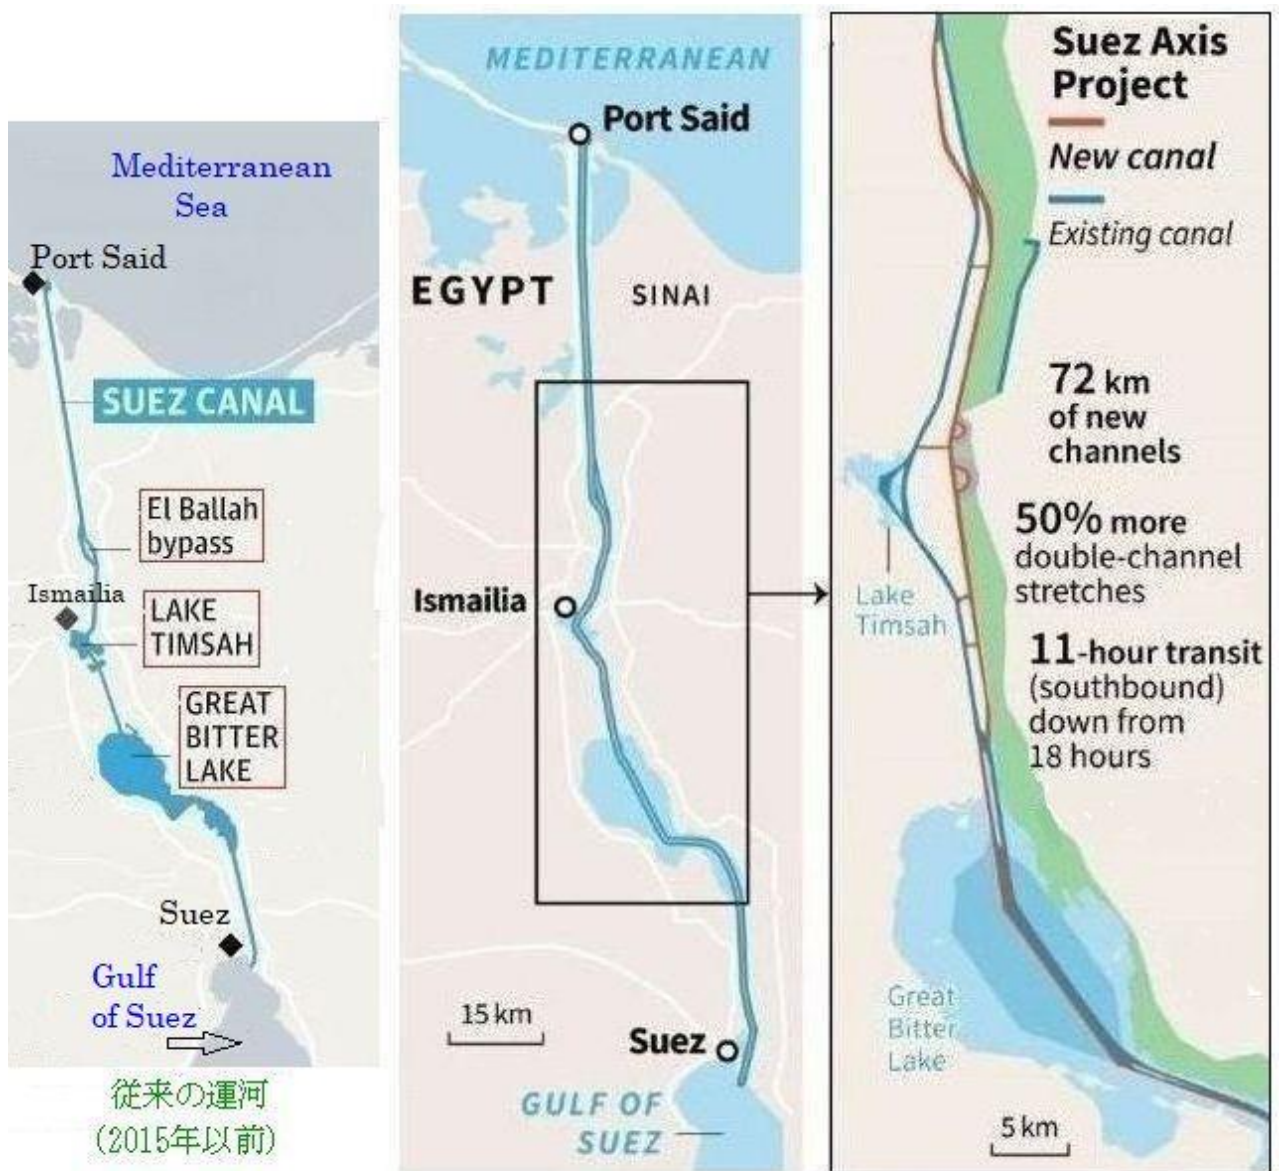 Mediterranean
Sea
Port Said
SUEZ CANAL
El Ballah
bypass
Ismailia
LAKE
TIMSAH
GREAT
BITTER
LAKE
Suez
Gulf
of Suez
従来の運河
(2015年以前)
MEDITERRANEAN
Port Said
EGYPT
SINAI
Ismailia
15 km
Suez
GULF OF
SUEZ
Suez Axis
Project
New canal
Existing canal
72 km
of new
channels
50% more
double-channel
stretches
Lake
Timsah
11-hour transit
(southbound)
down from
18 hours
Great
Bitter
Lake
5 km